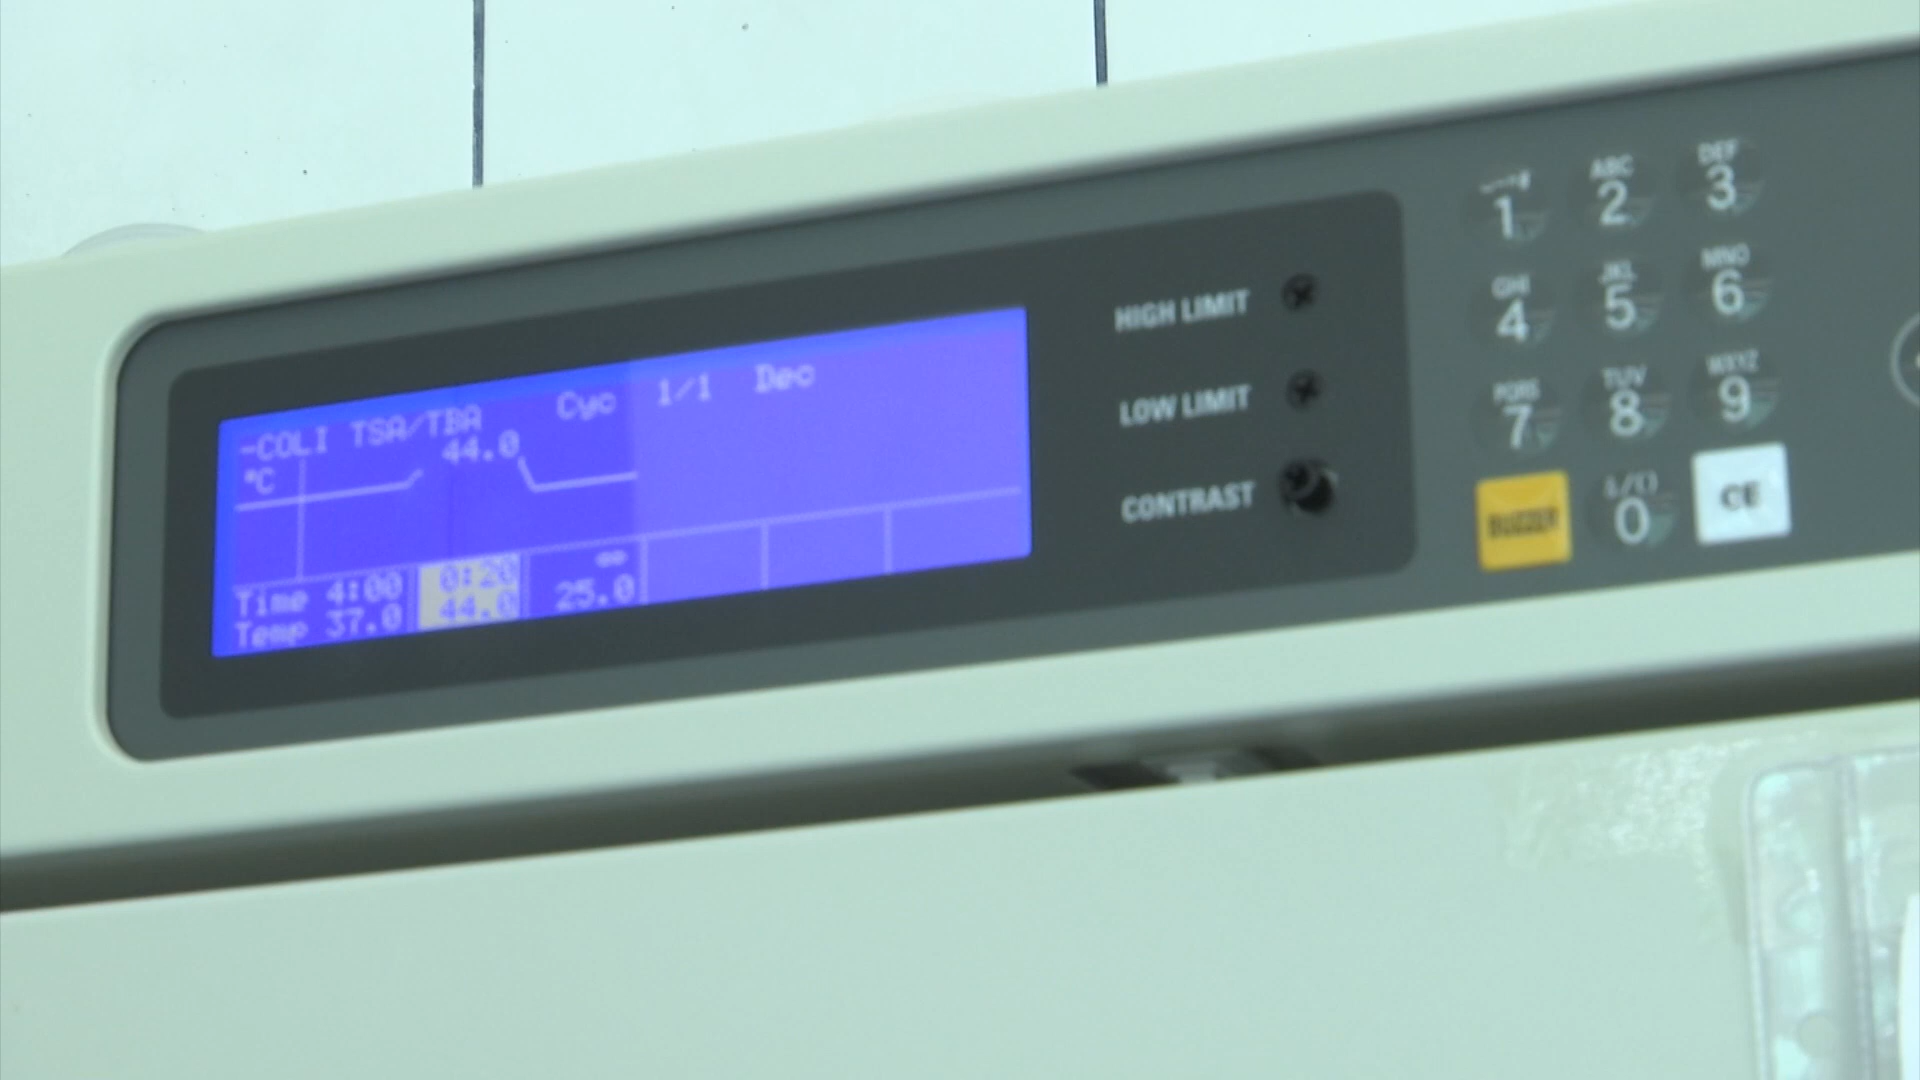 -COLI TSA/TBA Cyc 1/1 Dec
°C 44.0
Time 4:00 0:20 ∞
Temp 37.0 44.0 25.0
HIGH LIMIT
LOW LIMIT
CONTRAST
1
ABC 2
DEF 3
GHI 4
JKL 5
MNO 6
PQRS 7
TUV 8
WXYZ 9
BUZZER
0
CE